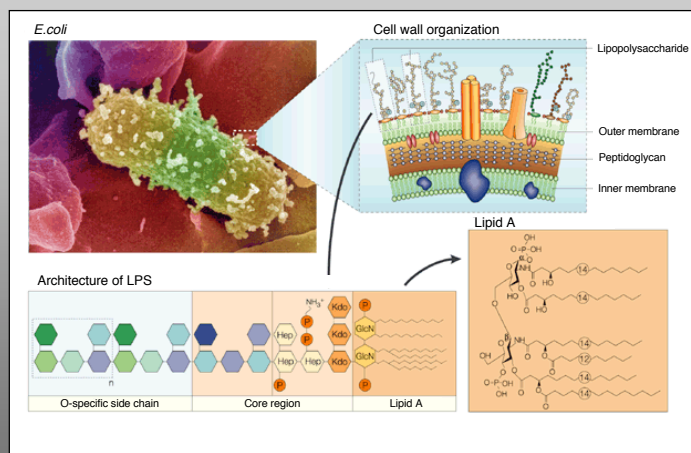 E.coli
Cell wall organization
Lipopolysaccharide
Outer membrane
Peptidoglycan
Inner membrane
Lipid A
Architecture of LPS
OH
O-P-OH
O
O
NH
HO
14
O
HO
O
14
O
O
NH
O
14
O
HO
O
12
O
O
14
O-P-OH
OH
O
14
O
NH₃⁺
P
P
Kdo
Hep
Kdo
Hep
Hep
Kdo
P
P
GlcN
GlcN
P
n
O-specific side chain
Core region
Lipid A